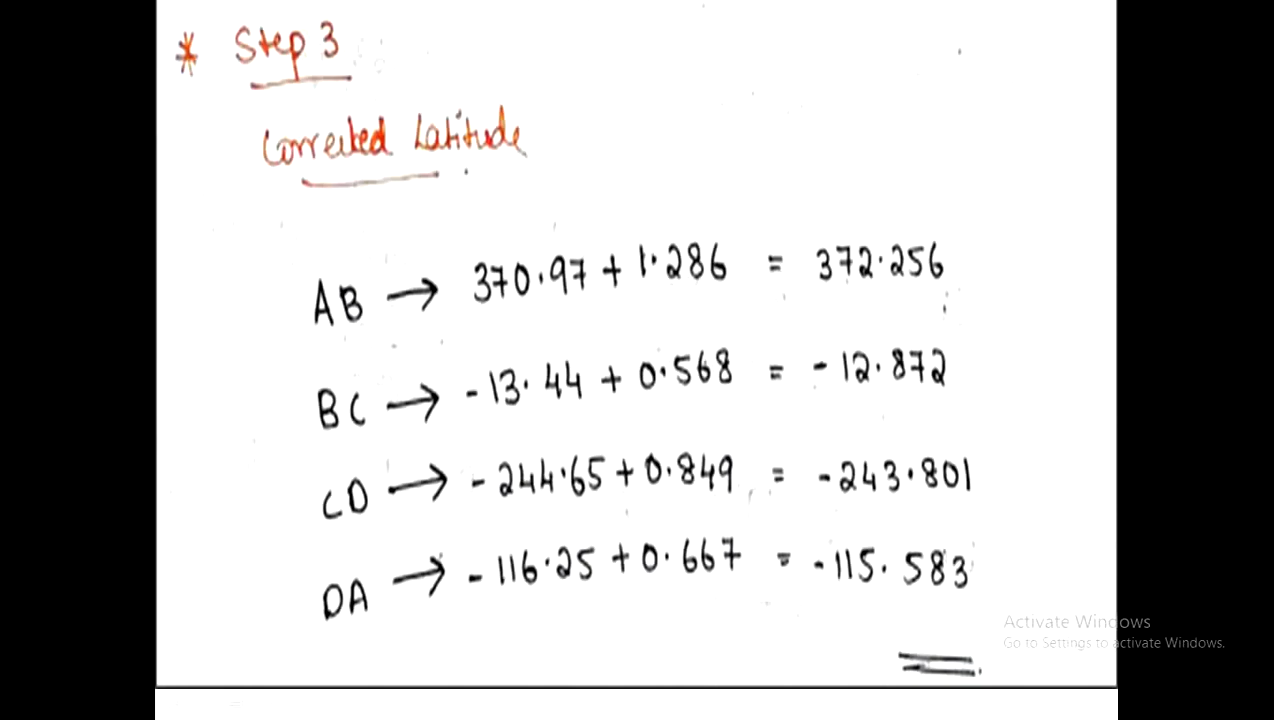 * Step 3
Corrected Latitude
AB → 370.97 + 1.286 = 372.256
BC → -13.44 + 0.568 = -12.872
CD → -244.65 + 0.849 = -243.801
DA → -116.25 + 0.667 = -115.583
Activate Windows
Go to Settings to activate Windows.